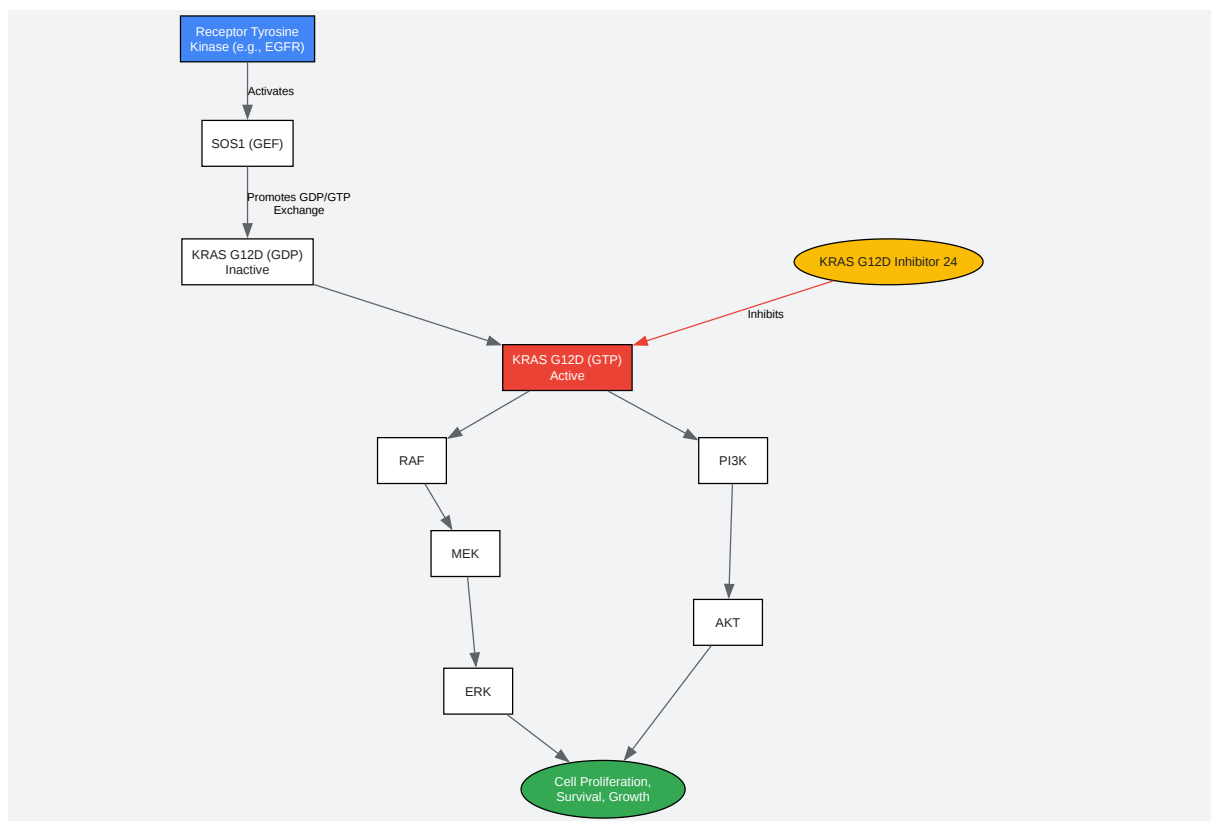 Receptor Tyrosine
Kinase (e.g., EGFR)
Activates
SOS1 (GEF)
Promotes GDP/GTP
Exchange
KRAS G12D (GDP)
Inactive
KRAS G12D Inhibitor 24
Inhibits
KRAS G12D (GTP)
Active
RAF
PI3K
MEK
AKT
ERK
Cell Proliferation,
Survival, Growth